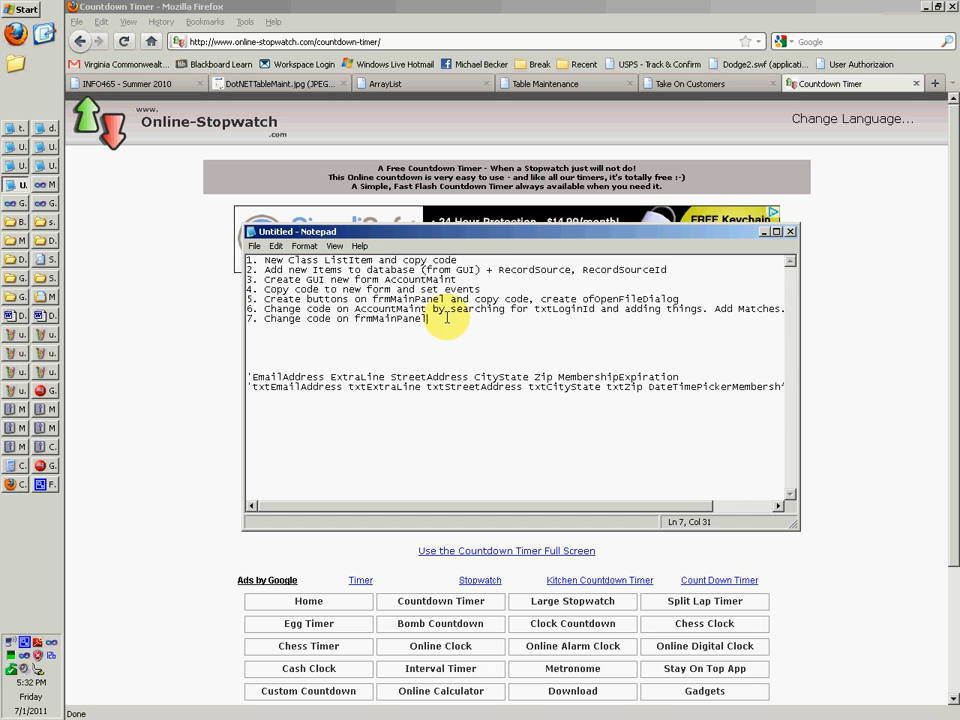 Start
Countdown Timer - Mozilla Firefox
File Edit View History Bookmarks Tools Help
http://www.online-stopwatch.com/countdown-timer/
Google
Virginia Commonwealt... Blackboard Learn Workspace Login Windows Live Hotmail Michael Becker Break Recent USPS - Track & Confirm Dodge2.swf (application... User Authorizaion
INFO465 - Summer 2010 DotNETTableMaint.jpg (JPEG... ArrayList Table Maintenance Take On Customers Countdown Timer
www.
Online-Stopwatch
.com
Change Language...
A Free Countdown Timer - When a Stopwatch just will not do!
This Online countdown is very easy to use - and like all our timers, it's totally free :-)
A Simple, Fast Flash Countdown Timer always available when you need it.
24 Hour Protection $14.99/month! FREE Keychain
Untitled - Notepad
File Edit Format View Help
1. New Class ListItem and copy code
2. Add new Items to database (from GUI) + RecordSource, RecordSourceId
3. Create GUI new form AccountMaint
4. Copy code to new form and set events
5. Create buttons on frmMainPanel and copy code, create ofOpenFileDialog
6. Change code on AccountMaint by searching for txtLoginId and adding things. Add Matches.
7. Change code on frmMainPanel
'EmailAddress ExtraLine StreetAddress CityState Zip MembershipExpiration
'txtEmailAddress txtExtraLine txtStreetAddress txtCityState txtZip DateTimePickerMembershi
Ln 7, Col 31
Use the Countdown Timer Full Screen
Ads by Google Timer Stopwatch Kitchen Countdown Timer Count Down Timer
Home Countdown Timer Large Stopwatch Split Lap Timer
Egg Timer Bomb Countdown Clock Countdown Chess Clock
Chess Timer Online Clock Online Alarm Clock Online Digital Clock
Cash Clock Interval Timer Metronome Stay On Top App
Custom Countdown Online Calculator Download Gadgets
t. d.
U. U.
U. U.
U. M
G. G.
B. s.
M D.
D. S.
G. M
D. D.
U. U.
U. G.
M M
M M
M C.
C. G.
C. F.
5:32 PM
Friday
7/1/2011
Done